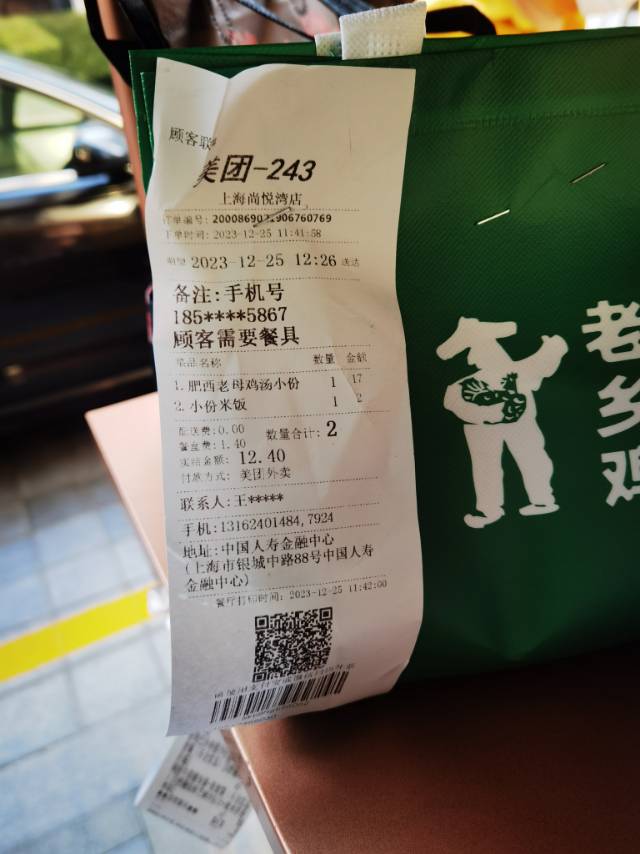 顾客联
美团-243
上海尚悦湾店
订单编号:
下单时间: 2023-12-25 11:41:58
期望 2023-12-25 12:26 送达
备注:手机号
185****5867
顾客需要餐具
菜品名称 数量 金额
1.肥西老母鸡汤小份 1 17
2.小份米饭 1 2
配送费:0.00 数量合计: 2
餐盒费: 1.40
实结金额: 12.40
付款方式: 美团外卖
联系人:王*****
手机:13162401484,7924
地址:中国人寿金融中心
(上海市银城中路88号中国人寿
金融中心)
餐厅打印时间: 2023-12-25 11:42:00
老乡鸡